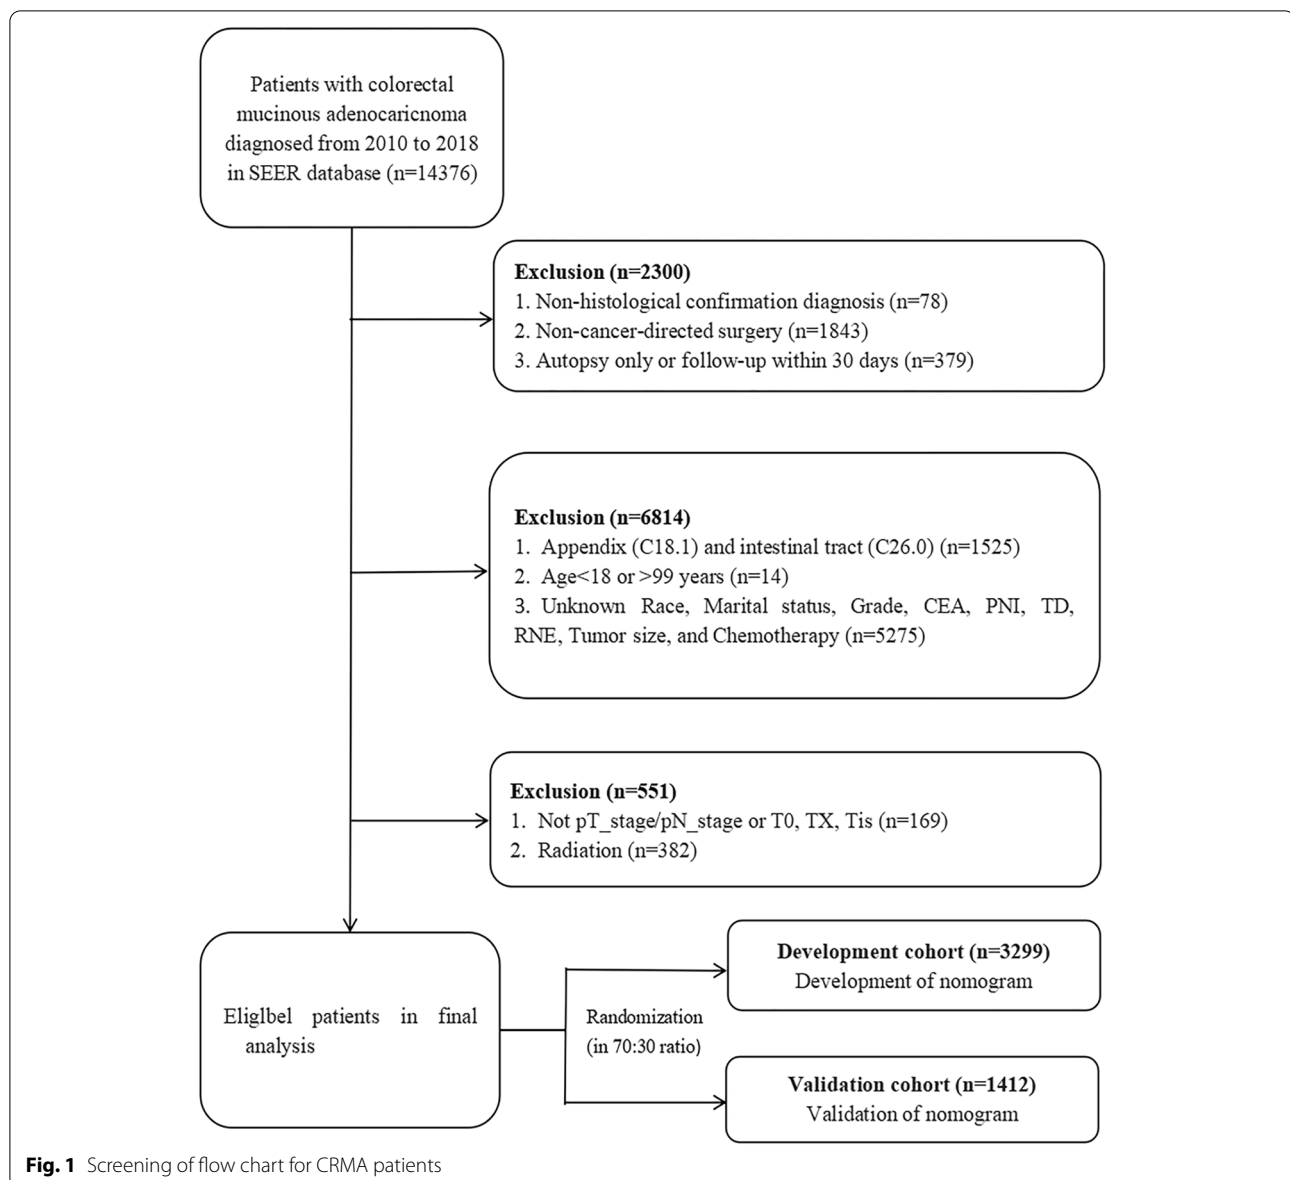 Patients with colorectal
mucinous adenocaricnoma
diagnosed from 2010 to 2018
in SEER database (n=14376)
Exclusion (n=2300)
1. Non-histological confirmation diagnosis (n=78)
2. Non-cancer-directed surgery (n=1843)
3. Autopsy only or follow-up within 30 days (n=379)
Exclusion (n=6814)
1. Appendix (C18.1) and intestinal tract (C26.0) (n=1525)
2. Age<18 or >99 years (n=14)
3. Unknown Race, Marital status, Grade, CEA, PNI, TD,
RNE, Tumor size, and Chemotherapy (n=5275)
Exclusion (n=551)
1. Not pT_stage/pN_stage or T0, TX, Tis (n=169)
2. Radiation (n=382)
Eliglbel patients in final
analysis
Randomization
(in 70:30 ratio)
Development cohort (n=3299)
Development of nomogram
Validation cohort (n=1412)
Validation of nomogram
Fig. 1 Screening of flow chart for CRMA patients